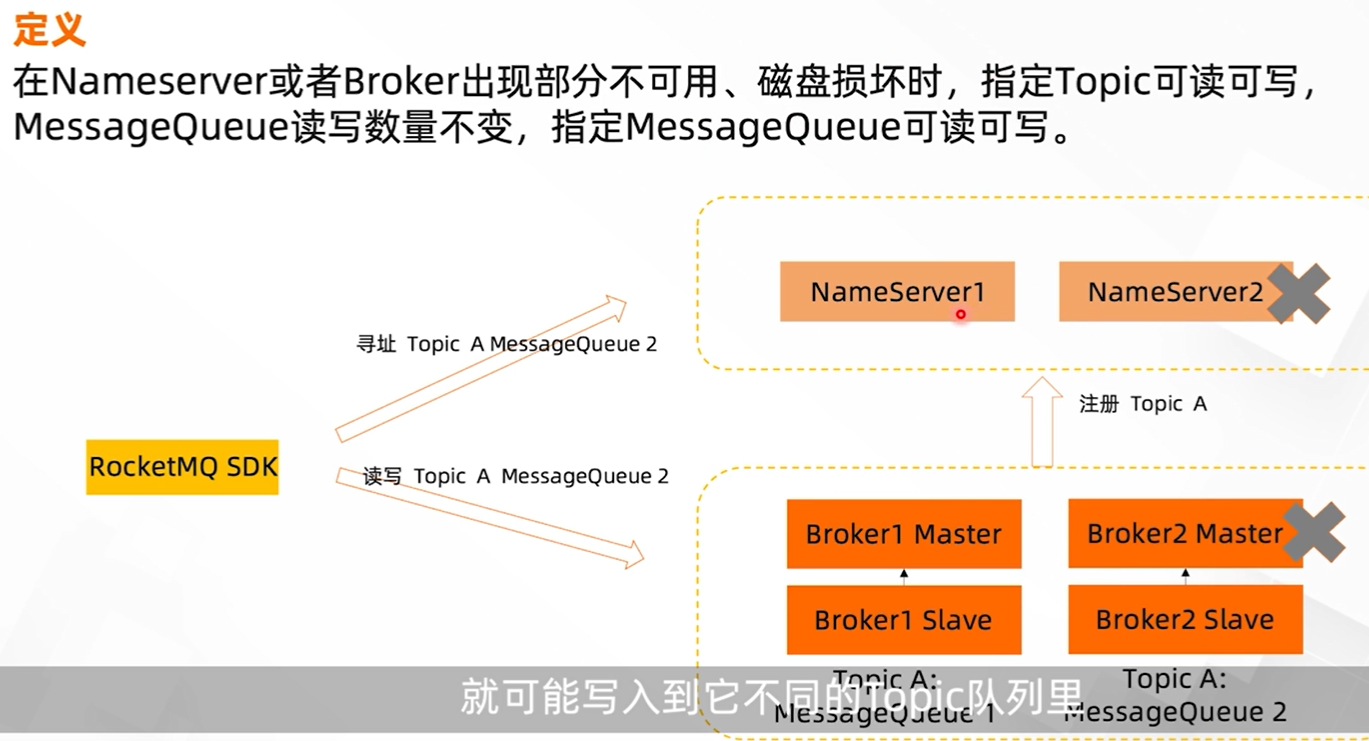 定义
在Nameserver或者Broker出现部分不可用、磁盘损坏时，指定Topic可读可写，
MessageQueue读写数量不变，指定MessageQueue可读可写。
NameServer1
NameServer2
寻址 Topic A MessageQueue 2
注册 Topic A
RocketMQ SDK
读写 Topic A MessageQueue 2
Broker1 Master
Broker2 Master
Broker1 Slave
Broker2 Slave
Topic A:
MessageQueue 1
Topic A:
MessageQueue 2
就可能写入到它不同的Topic队列里